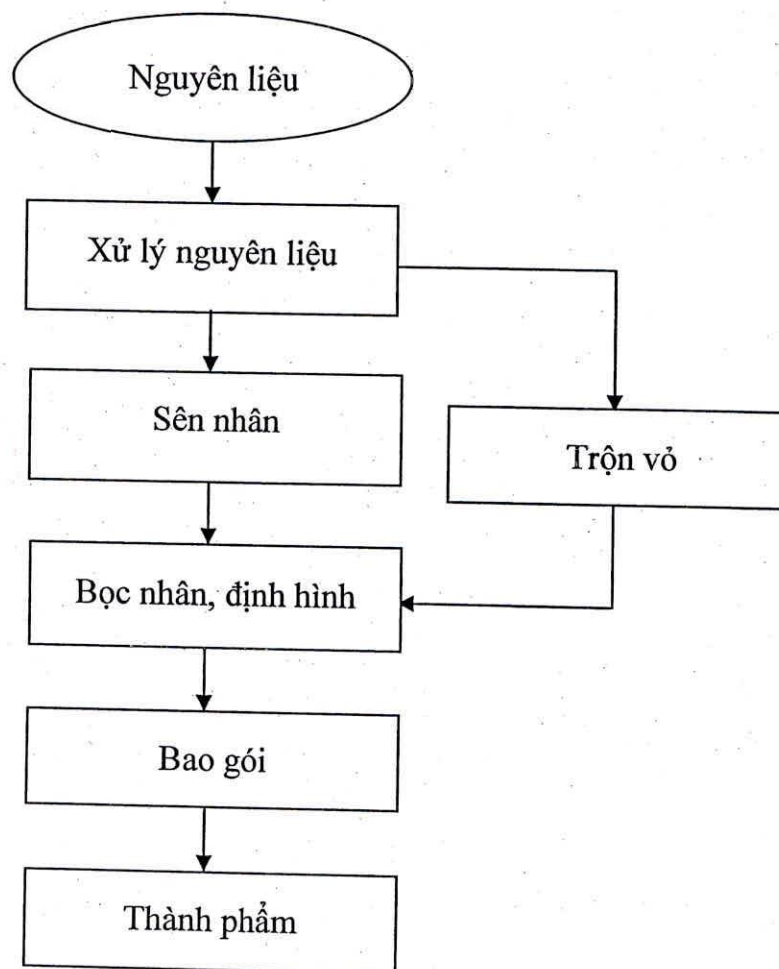 Nguyên liệu
Xử lý nguyên liệu
Sên nhân
Trộn vỏ
Bọc nhân, định hình
Bao gói
Thành phẩm